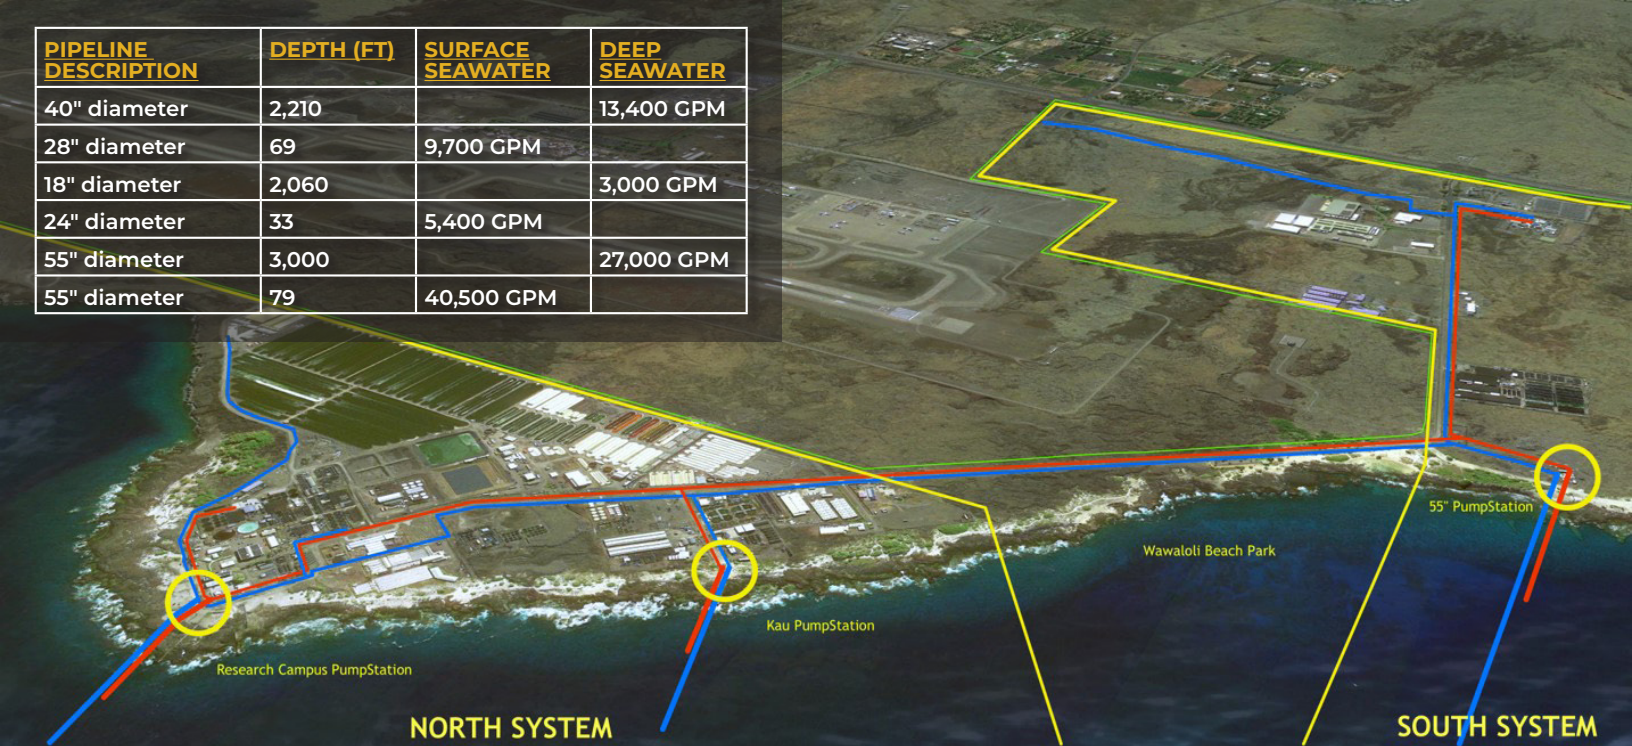 PIPELINE DESCRIPTION DEPTH (FT) SURFACE SEAWATER DEEP SEAWATER
40" diameter 2,210 13,400 GPM
28" diameter 69 9,700 GPM
18" diameter 2,060 3,000 GPM
24" diameter 33 5,400 GPM
55" diameter 3,000 27,000 GPM
55" diameter 79 40,500 GPM
55" PumpStation
Wawaloli Beach Park
Kau PumpStation
Research Campus PumpStation
NORTH SYSTEM
SOUTH SYSTEM